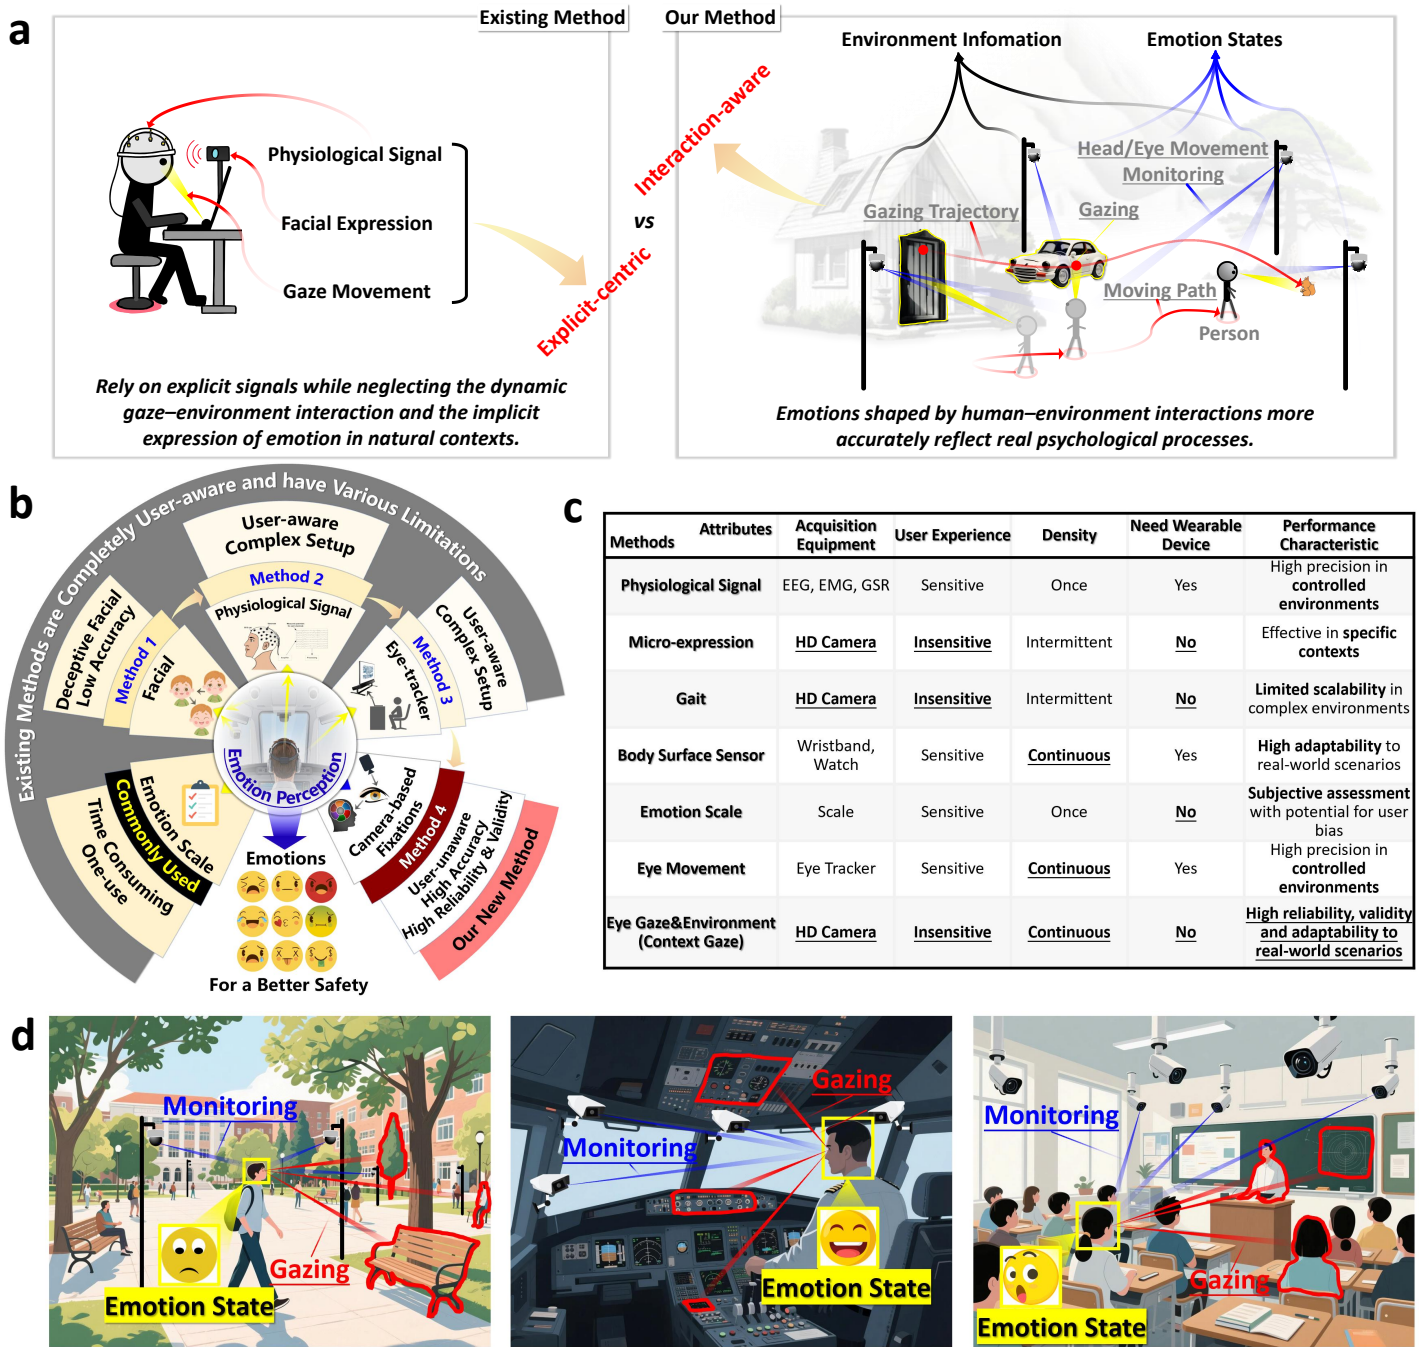 a
Existing Method
Our Method
Physiological Signal
Facial Expression
Gaze Movement
Rely on explicit signals while neglecting the dynamic
gaze–environment interaction and the implicit
expression of emotion in natural contexts.
Interaction-aware
vs
Explicit-centric
Environment Infomation
Emotion States
Head/Eye Movement
Monitoring
Gazing Trajectory
Gazing
Moving Path
Person
Emotions shaped by human–environment interactions more
accurately reflect real psychological processes.
b
Existing Methods are Completely User-aware and have Various Limitations
Deceptive Facial
Low Accuracy
Method 1
Facial
User-aware
Complex Setup
Method 2
Physiological Signal
User-aware
Complex Setup
Method 3
Eye-tracker
Emotion Perception
Emotion Scale
Commonly Used
Time Consuming
One-use
Camera-based
Fixations
Method 4
User-unaware
High Accuracy
High Reliability & Validity
Our New Method
Emotions
For a Better Safety
c
Methods Attributes Acquisition Equipment User Experience Density Need Wearable Device Performance Characteristic
Physiological Signal EEG, EMG, GSR Sensitive Once Yes High precision in controlled environments
Micro-expression HD Camera Insensitive Intermittent No Effective in specific contexts
Gait HD Camera Insensitive Intermittent No Limited scalability in complex environments
Body Surface Sensor Wristband, Watch Sensitive Continuous Yes High adaptability to real-world scenarios
Emotion Scale Scale Sensitive Once No Subjective assessment with potential for user bias
Eye Movement Eye Tracker Sensitive Continuous Yes High precision in controlled environments
Eye Gaze&Environment (Context Gaze) HD Camera Insensitive Continuous No High reliability, validity and adaptability to real-world scenarios
d
Monitoring
Gazing
Emotion State
Gazing
Monitoring
Emotion State
Monitoring
Gazing
Emotion State